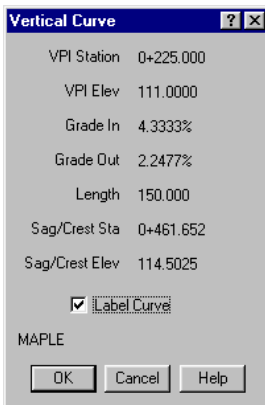 Vertical Curve
VPI Station 0+225.000
VPI Elev 111.0000
Grade In 4.3333%
Grade Out 2.2477%
Length 150.000
Sag/Crest Sta 0+461.652
Sag/Crest Elev 114.5025
Label Curve
MAPLE
OK Cancel Help